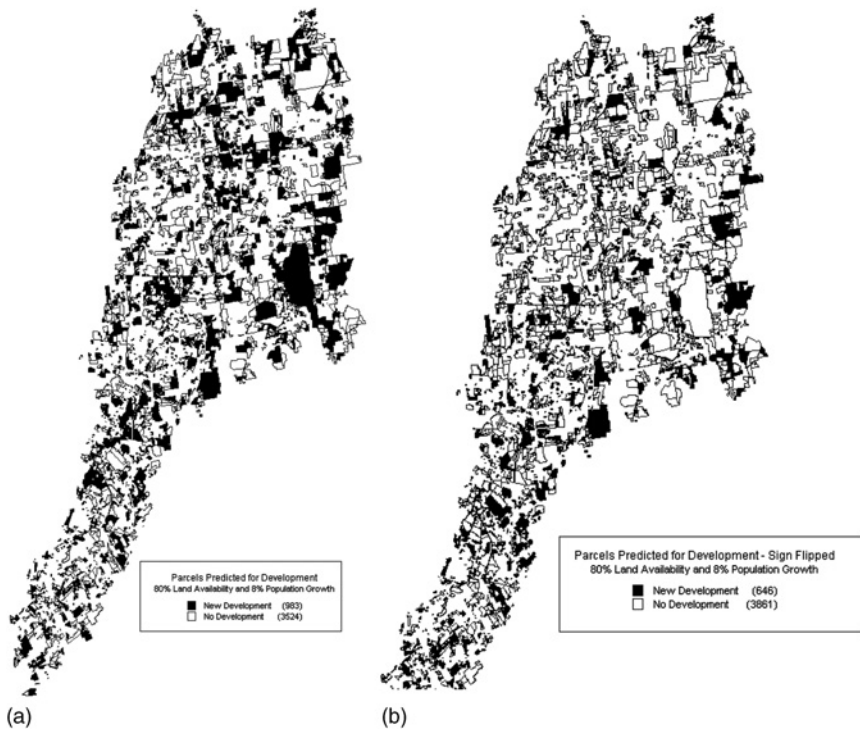 Parcels Predicted for Development
80% Land Availability and 8% Population Growth
New Development (983)
No Development (3524)
(a)
Parcels Predicted for Development - Sign Flipped
80% Land Availability and 8% Population Growth
New Development (646)
No Development (3861)
(b)